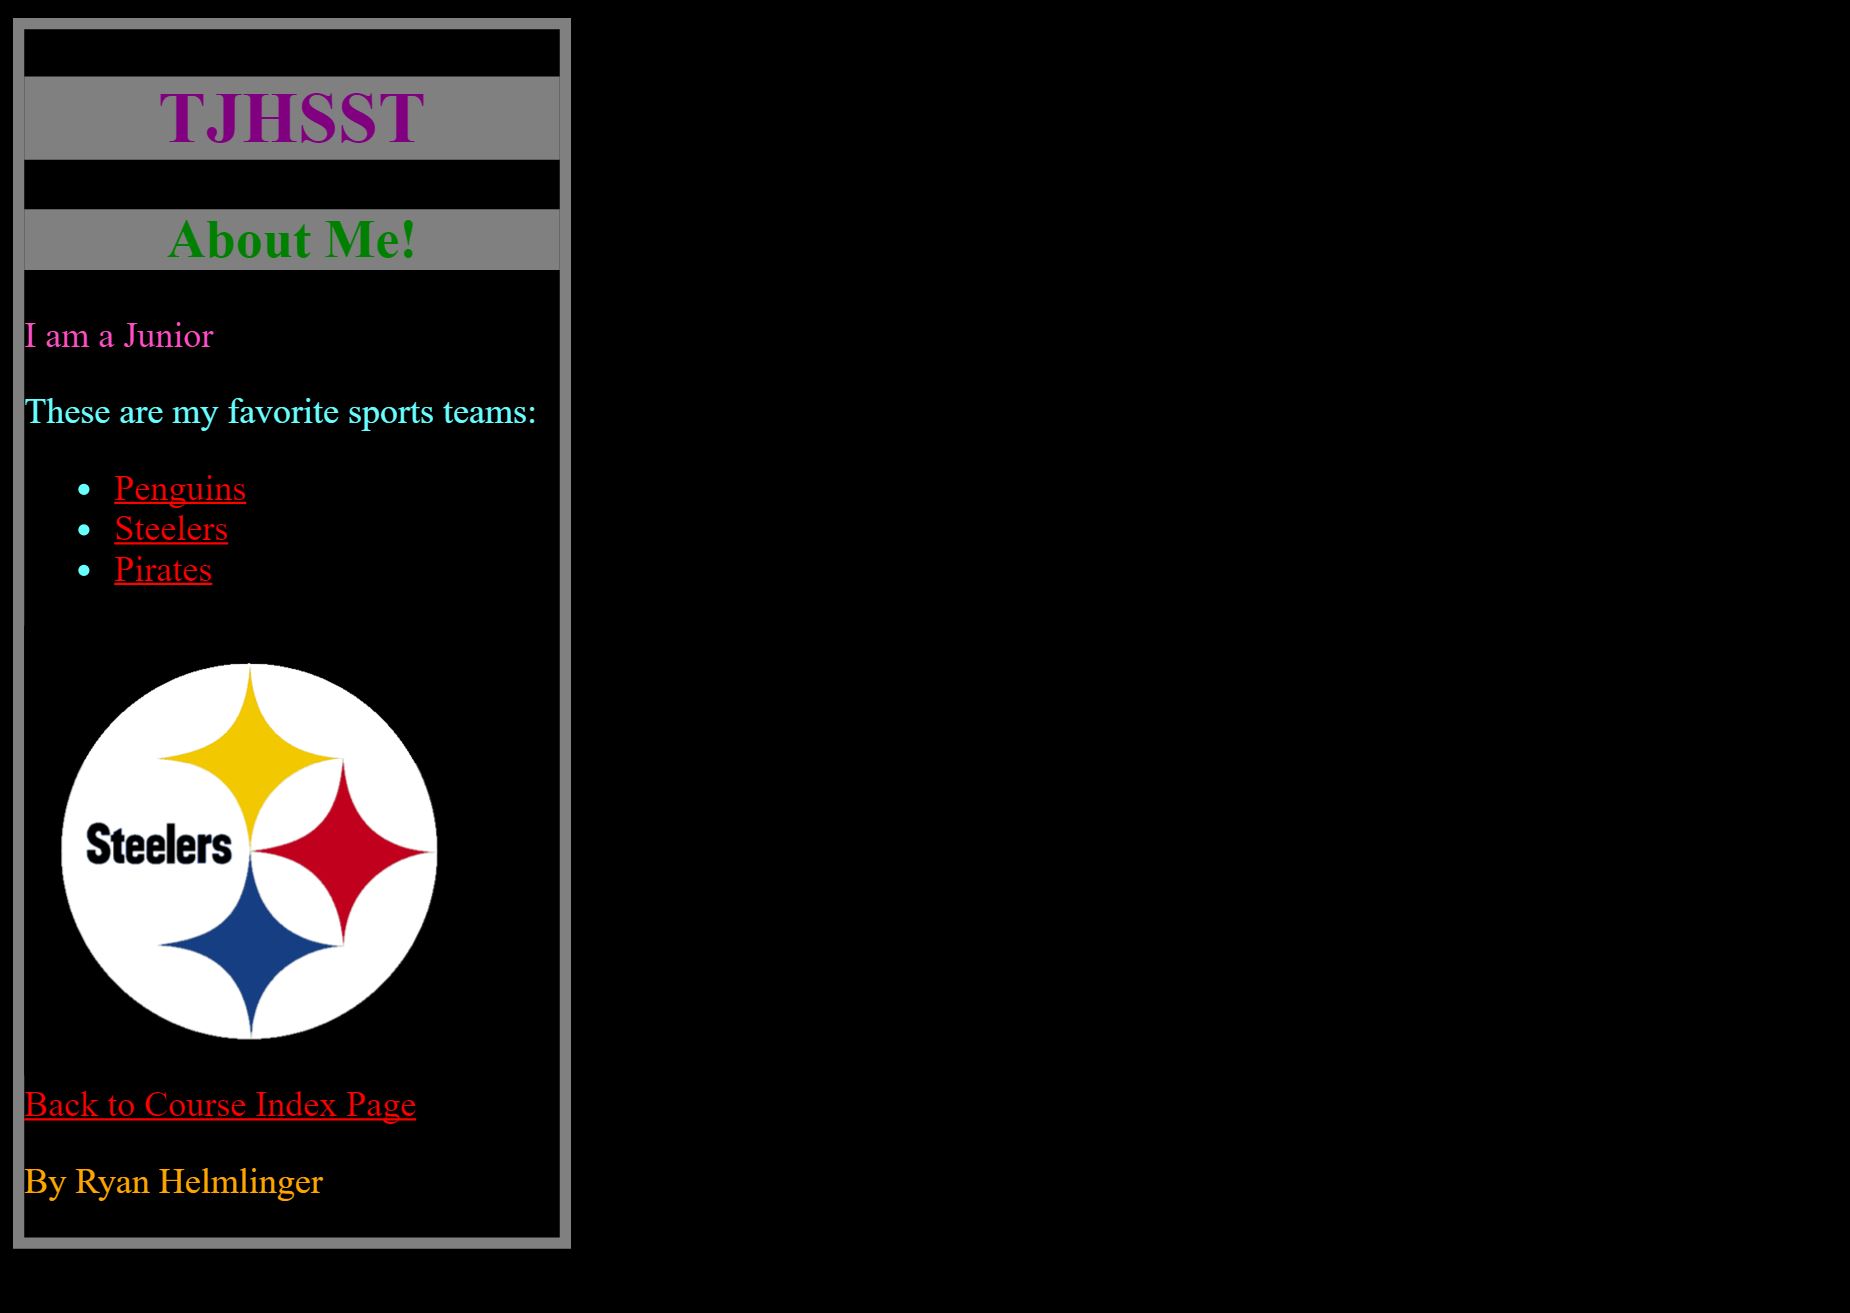 TJHSST
About Me!
I am a Junior
These are my favorite sports teams:
Penguins
Steelers
Pirates
Steelers
Back to Course Index Page
By Ryan Helmlinger